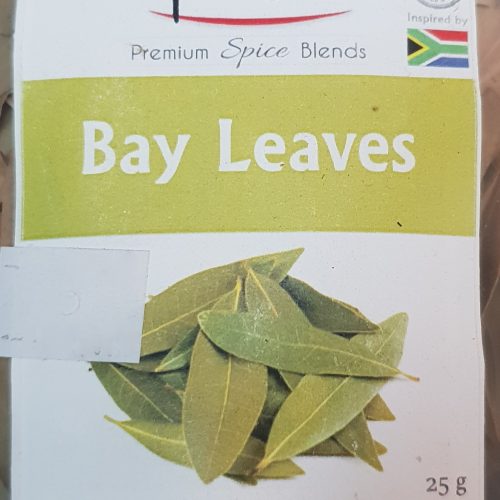 Inspired by
Premium Spice Blends
Bay Leaves
25 g